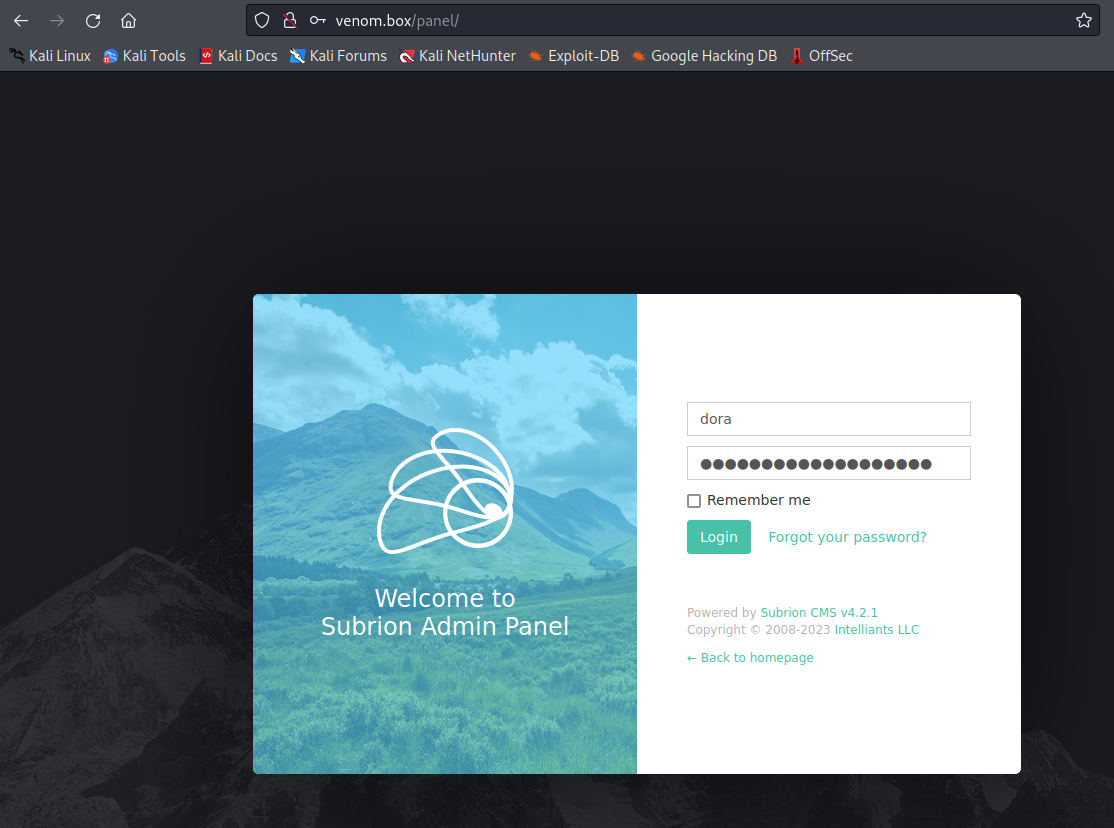 venom.box/panel/
Kali Linux Kali Tools Kali Docs Kali Forums Kali NetHunter Exploit-DB Google Hacking DB OffSec
Welcome to
Subrion Admin Panel
dora
●●●●●●●●●●●●●●●●●●●
Remember me
Login Forgot your password?
Powered by Subrion CMS v4.2.1
Copyright © 2008-2023 Intelliants LLC
← Back to homepage